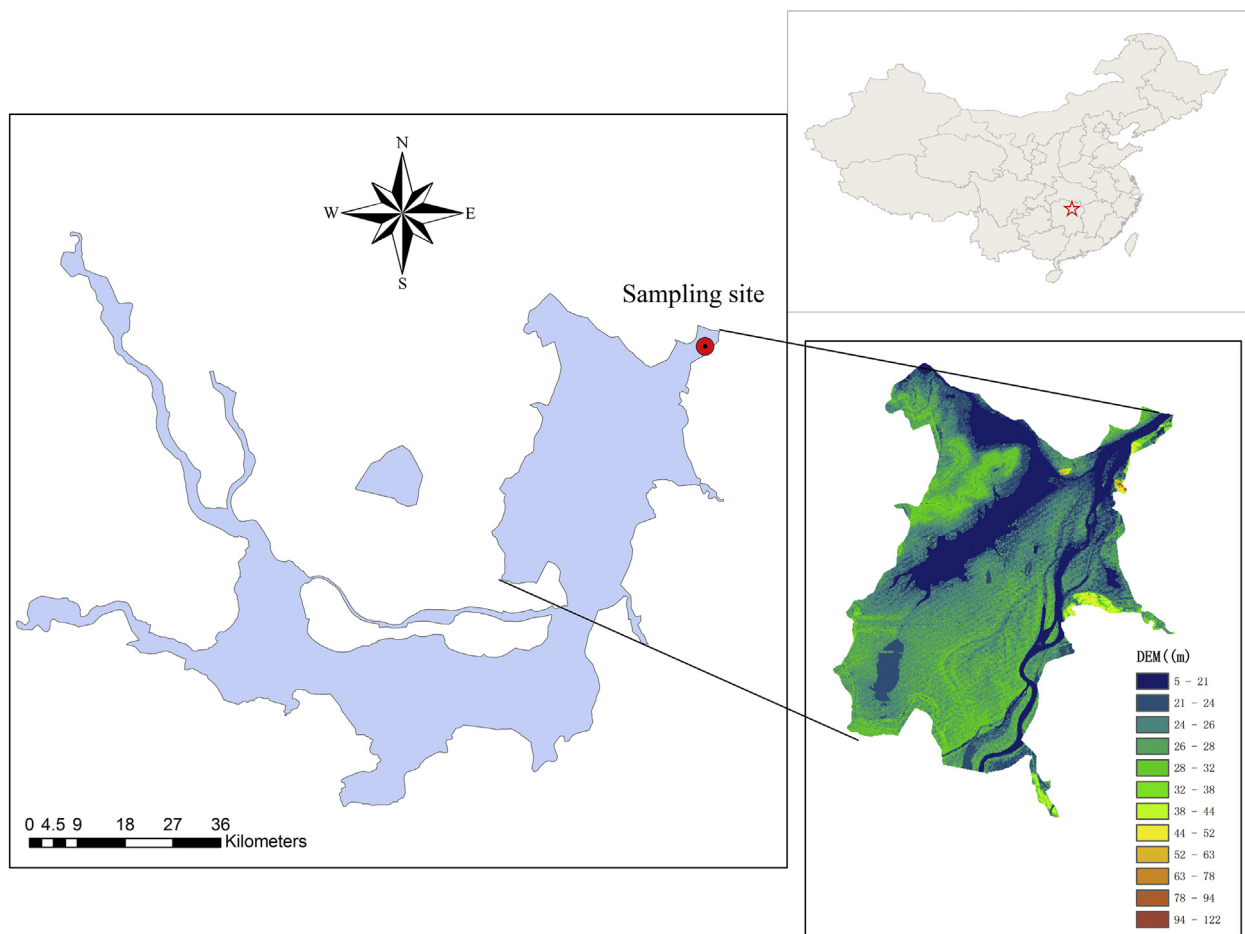 N
W E
S
Sampling site
0 4.5 9 18 27 36
Kilometers
DEM((m)
5 - 21
21 - 24
24 - 26
26 - 28
28 - 32
32 - 38
38 - 44
44 - 52
52 - 63
63 - 78
78 - 94
94 - 122